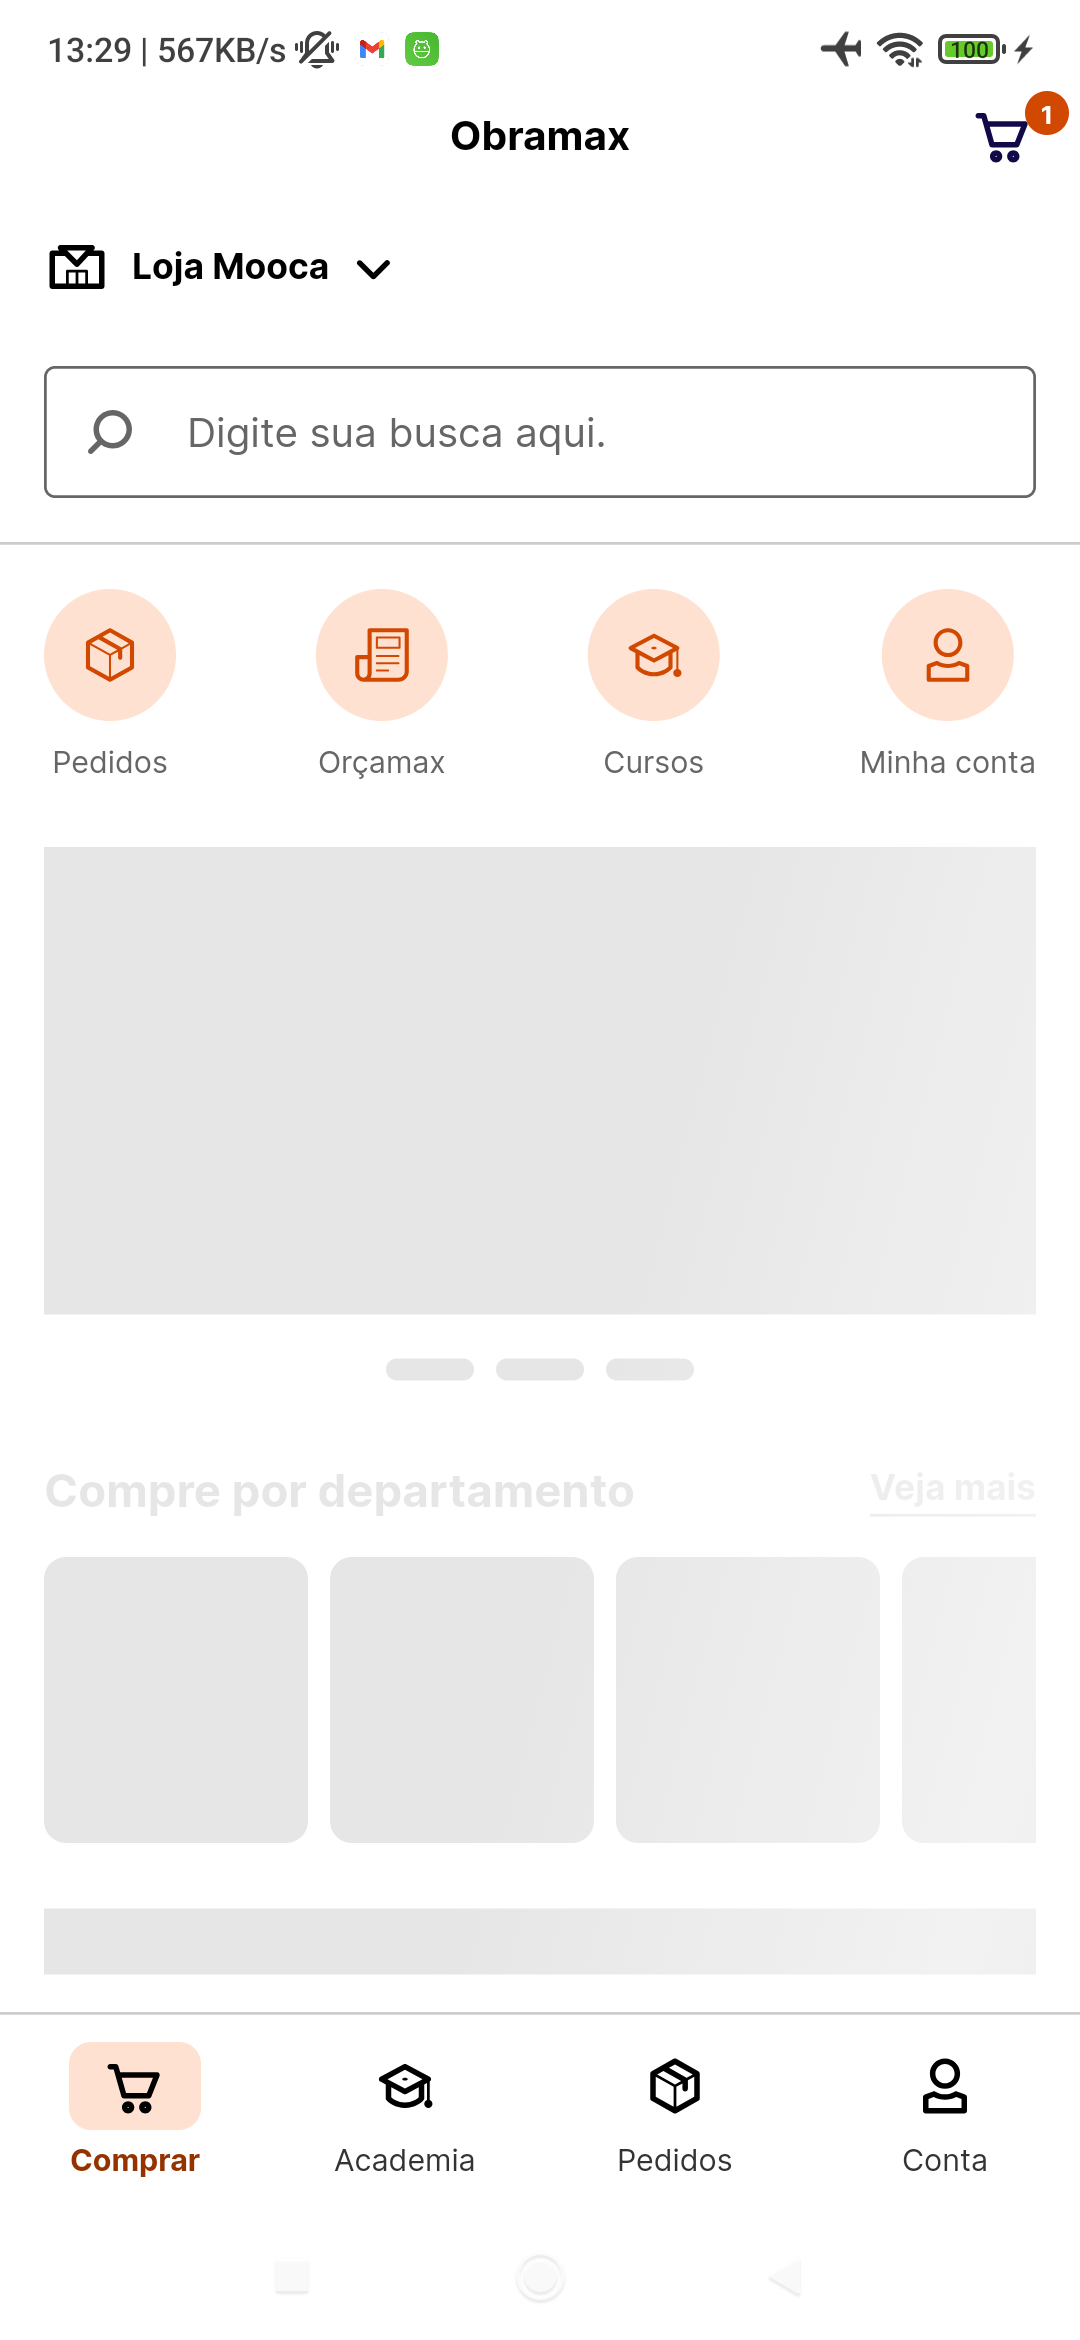 13:29 | 567KB/s
100
Obramax
1
Loja Mooca
Digite sua busca aqui.
Pedidos
Orçamax
Cursos
Minha conta
Compre por departamento
Veja mais
Comprar
Academia
Pedidos
Conta